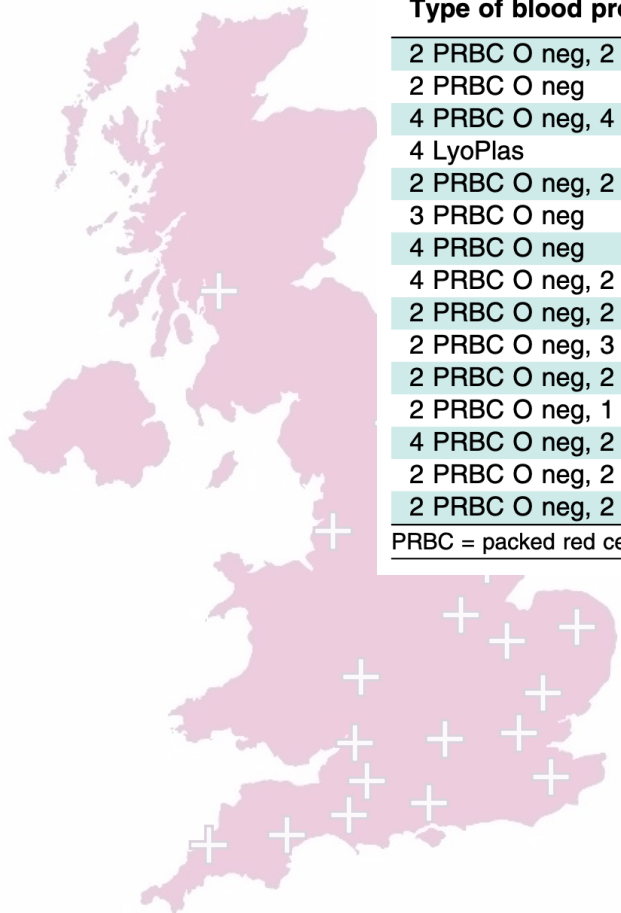 Type of blood pro
2 PRBC O neg, 2
2 PRBC O neg
4 PRBC O neg, 4
4 LyoPlas
2 PRBC O neg, 2
3 PRBC O neg
4 PRBC O neg
4 PRBC O neg, 2
2 PRBC O neg, 2
2 PRBC O neg, 3
2 PRBC O neg, 2
2 PRBC O neg, 1
4 PRBC O neg, 2
2 PRBC O neg, 2
2 PRBC O neg, 2
PRBC = packed red ce